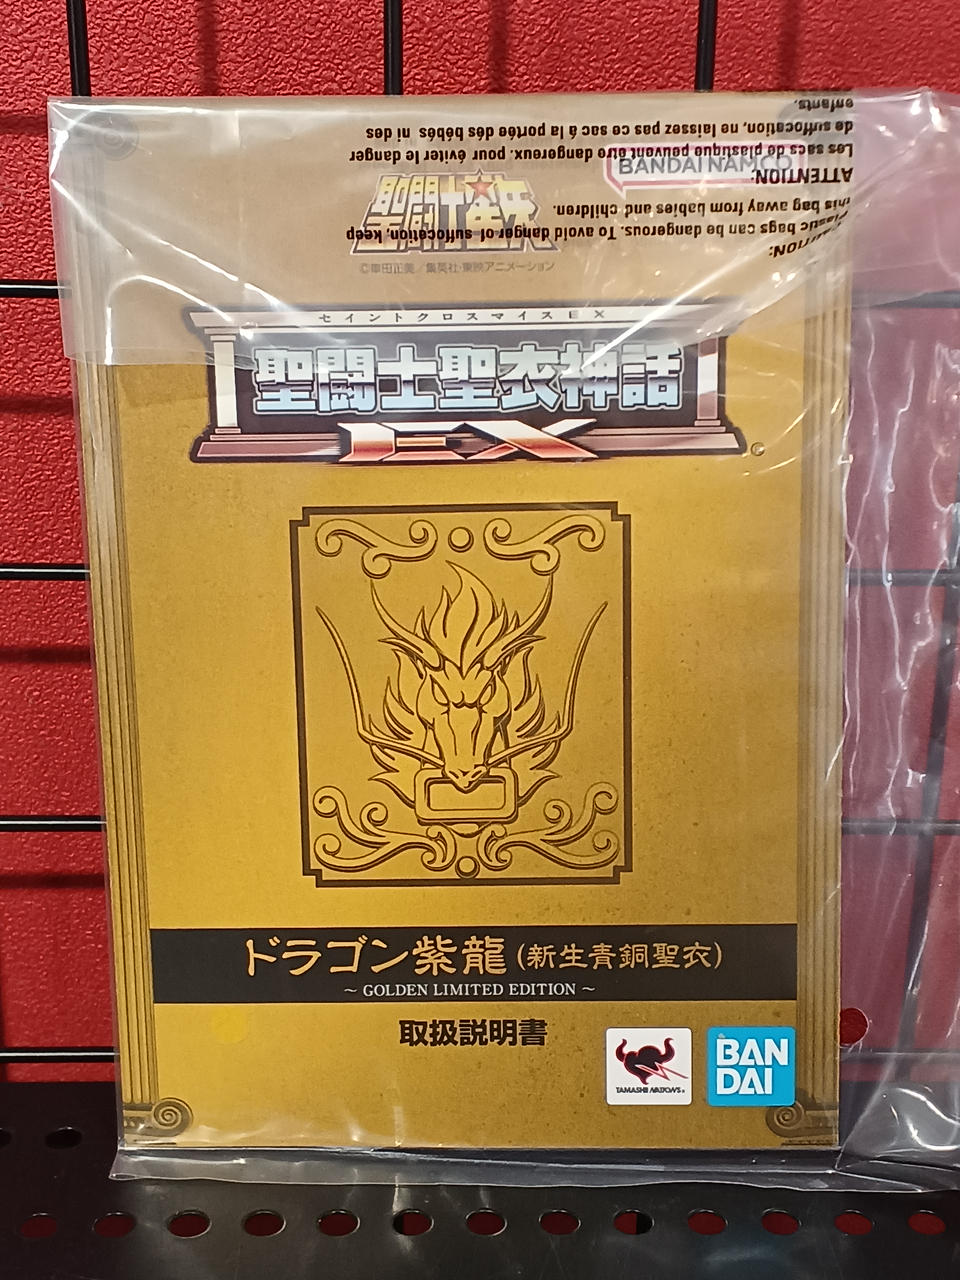 enfants.
de suffocation, ne laissez pas ce sac à la portée dés bébés ni des
Les sacs de plastique peuvent être dangereux. pour éviter le danger
ATTENTION:
this bag away from babies and children.
Plastic bags can be dangerous. To avoid danger of suffocation, keep
CAUTION:
BANDAI NAMCO
聖闘士星矢
©車田正美／集英社・東映アニメーション
セイントクロスマイスEX
聖闘士聖衣神話
EX
ドラゴン紫龍(新生青銅聖衣)
～ GOLDEN LIMITED EDITION ～
取扱説明書
TAMASHII NATIONS
BAN
DAI